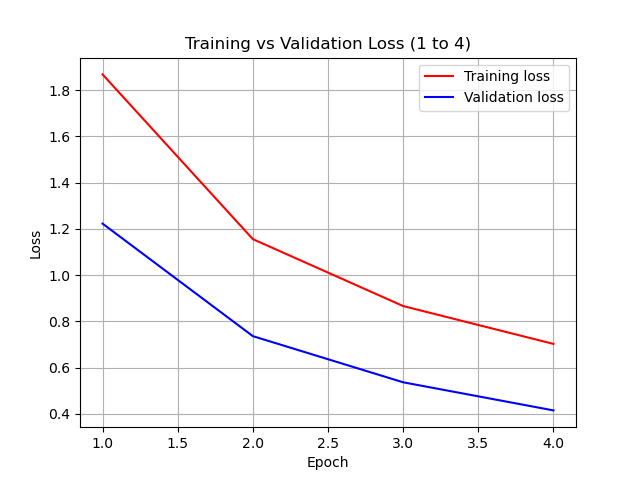 Training vs Validation Loss (1 to 4)
Training loss
Validation loss
1.8
1.6
1.4
1.2
1.0
0.8
0.6
0.4
Loss
1.0 1.5 2.0 2.5 3.0 3.5 4.0
Epoch